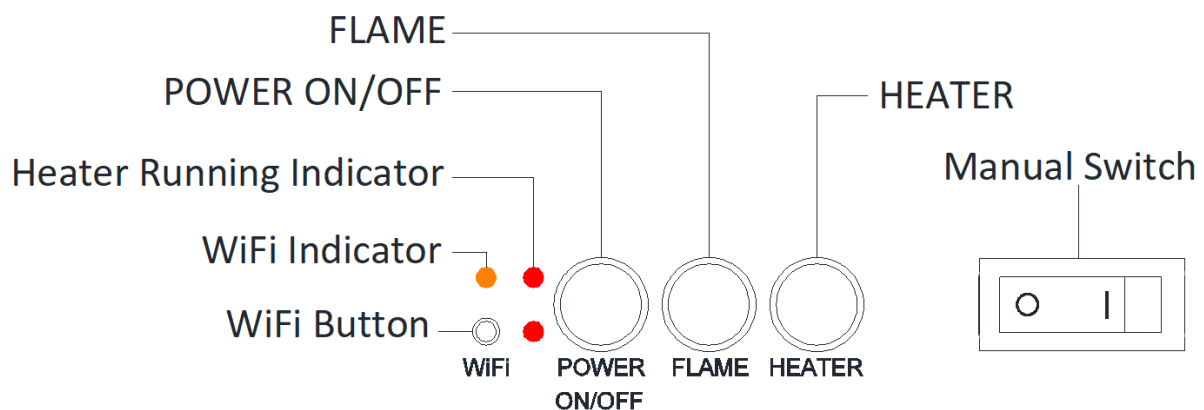 FLAME
POWER ON/OFF
HEATER
Heater Running Indicator
Manual Switch
WiFi Indicator
WiFi Button
WiFi
POWER
ON/OFF
FLAME
HEATER
O
I